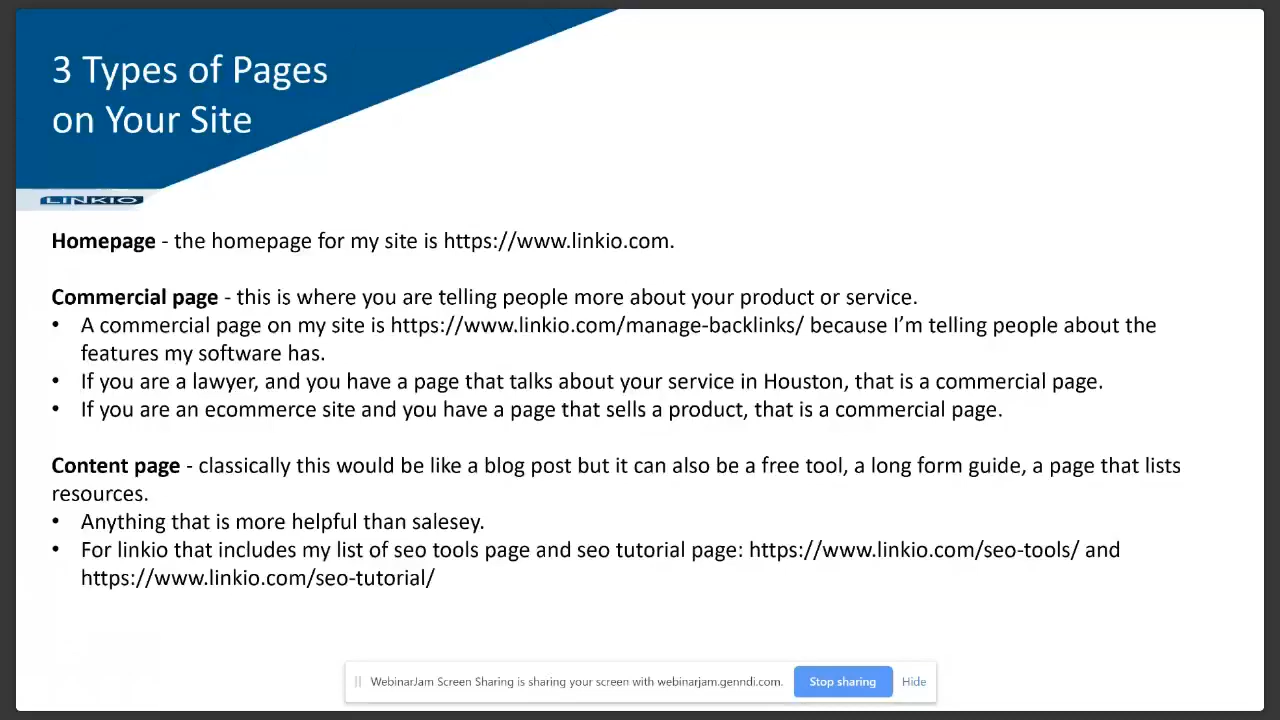 3 Types of Pages
on Your Site
LINKIO
Homepage - the homepage for my site is https://www.linkio.com.
Commercial page - this is where you are telling people more about your product or service.
• A commercial page on my site is https://www.linkio.com/manage-backlinks/ because I’m telling people about the
features my software has.
• If you are a lawyer, and you have a page that talks about your service in Houston, that is a commercial page.
• If you are an ecommerce site and you have a page that sells a product, that is a commercial page.
Content page - classically this would be like a blog post but it can also be a free tool, a long form guide, a page that lists
resources.
• Anything that is more helpful than salesey.
• For linkio that includes my list of seo tools page and seo tutorial page: https://www.linkio.com/seo-tools/ and
https://www.linkio.com/seo-tutorial/
WebinarJam Screen Sharing is sharing your screen with webinarjam.genndi.com. Stop sharing Hide